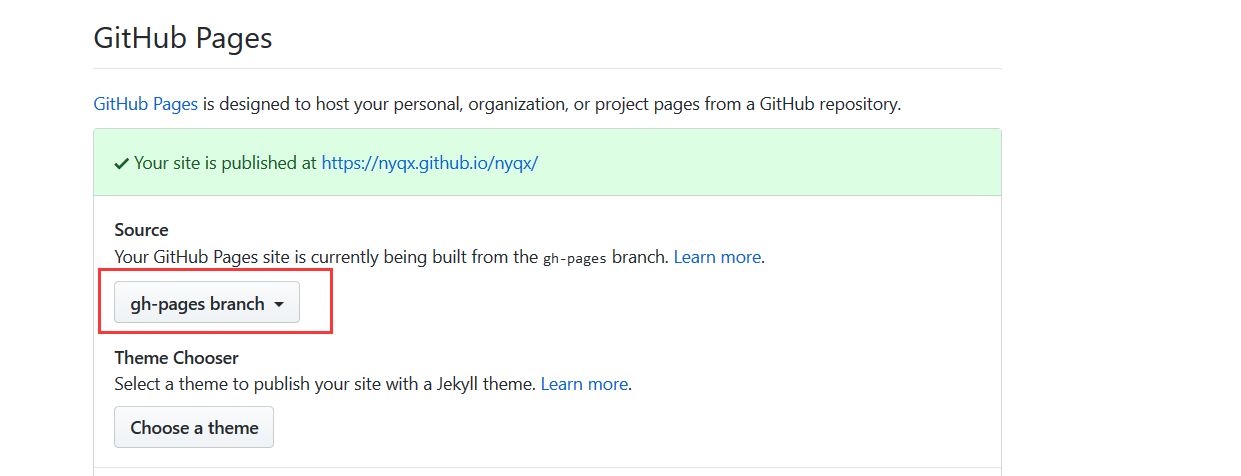 GitHub Pages
GitHub Pages is designed to host your personal, organization, or project pages from a GitHub repository.
Your site is published at https://nyqx.github.io/nyqx/
Source
Your GitHub Pages site is currently being built from the gh-pages branch. Learn more.
gh-pages branch
Theme Chooser
Select a theme to publish your site with a Jekyll theme. Learn more.
Choose a theme